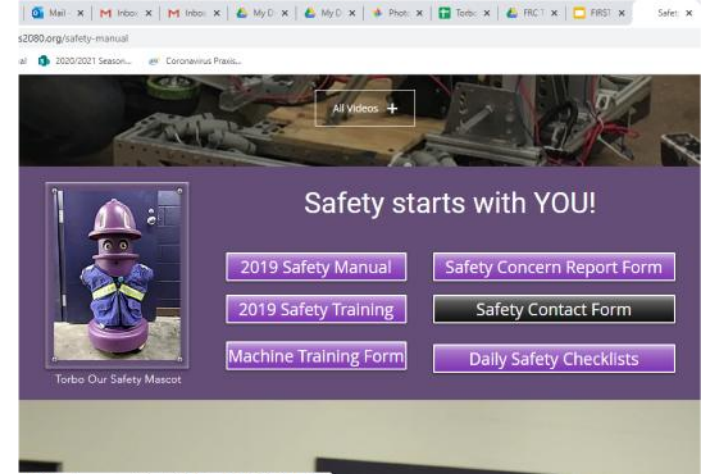 Mail -
Inbo
Inbo
My D
My D
Phot
Torb
FRC T
FIRST
Safet
s2080.org/safety-manual
al
2020/2021 Season...
Coronavirus Praxis...
All Videos +
Safety starts with YOU!
2019 Safety Manual
Safety Concern Report Form
2019 Safety Training
Safety Contact Form
Machine Training Form
Daily Safety Checklists
Torbo Our Safety Mascot